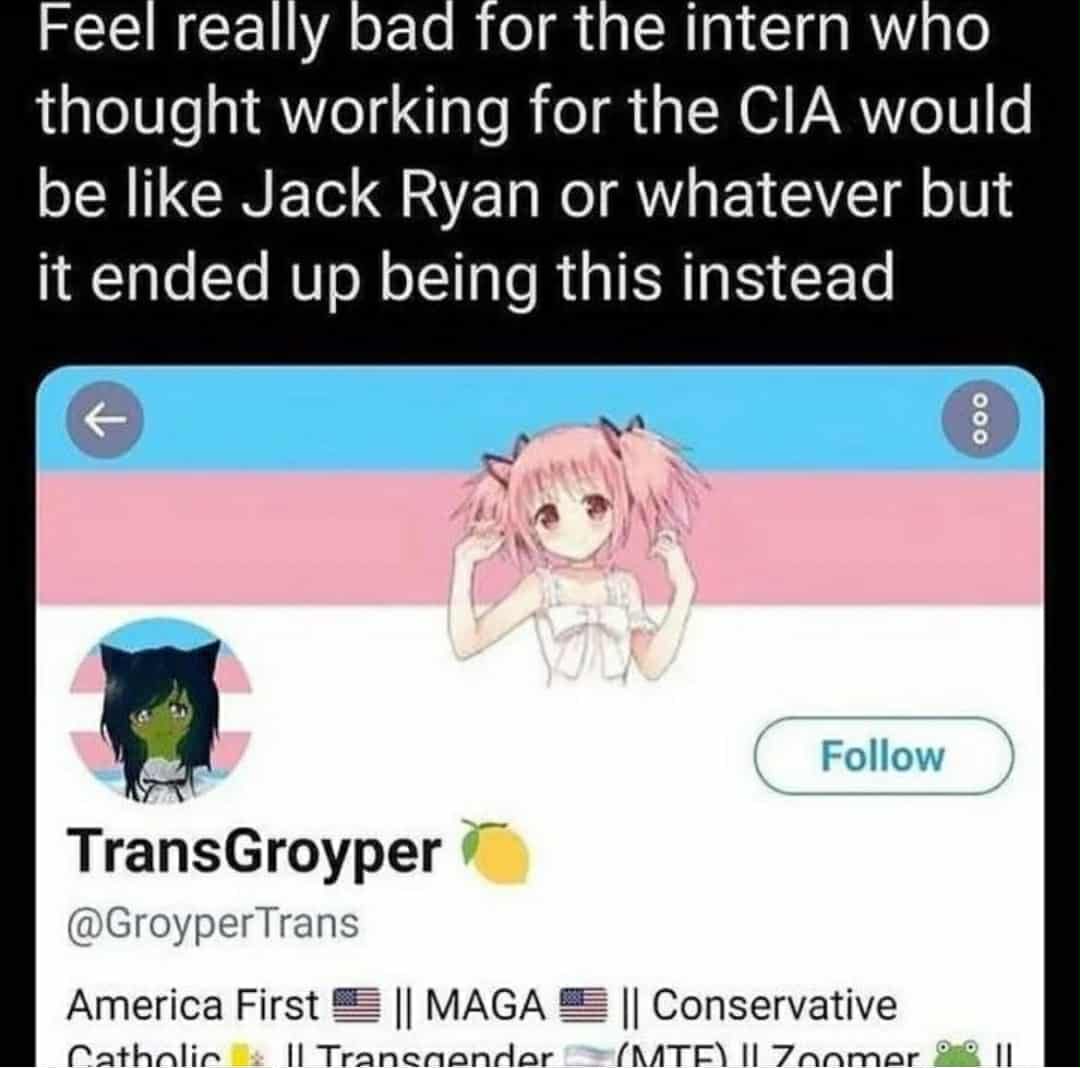 Feel really bad for the intern who
thought working for the CIA would
be like Jack Ryan or whatever but
it ended up being this instead
Follow
TransGroyper 🍋
@GroyperTrans
America First 🇺🇸 || MAGA 🇺🇸 || Conservative
Catholic 🇻🇦 || Transgender 🏳️‍⚧️(MTF) || Zoomer 🐸 ||